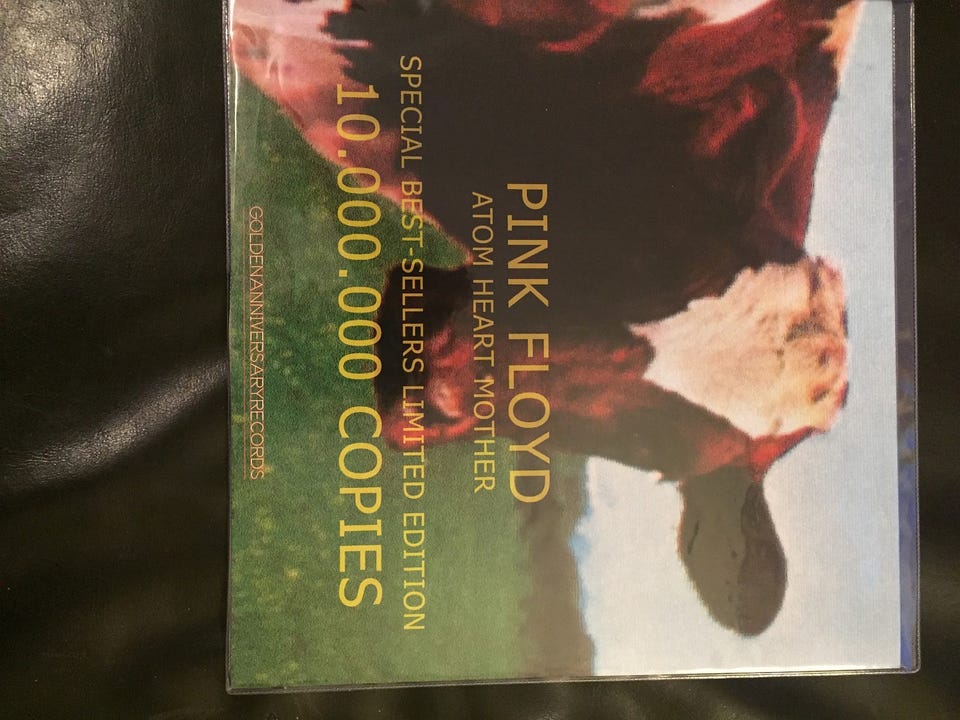 PINK FLOYD
ATOM HEART MOTHER
SPECIAL BEST-SELLERS LIMITED EDITION
10.000.000 COPIES
GOLDENANNIVERSARYRECORDS